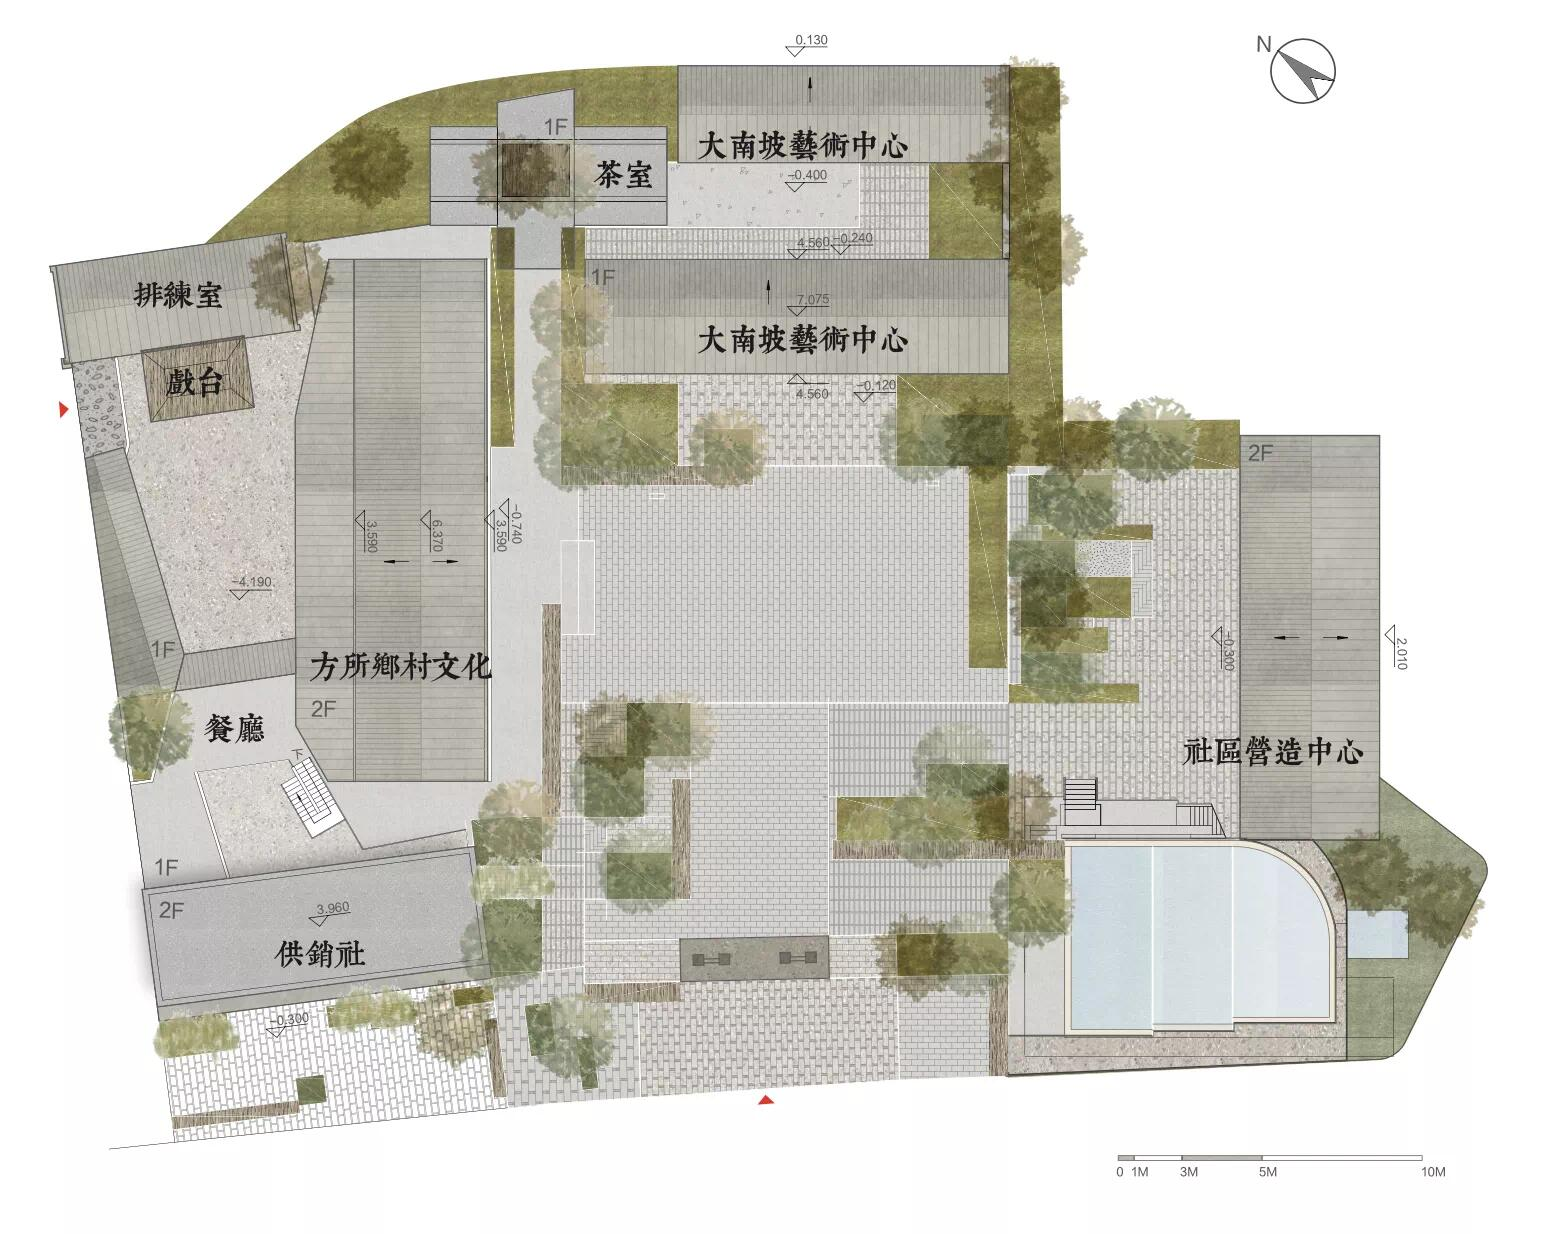 0.130
N
1F
大南坡藝術中心
茶室
-0.400
-0.240
4.560
1F
排練室
7.075
大南坡藝術中心
戲台
-0.120
4.560
2F
3.590
6.370
3.590
-0.740
-4.190
-0.300
2.010
1F
方所鄉村文化
2F
餐廳
下
社區營造中心
1F
2F
3.960
供銷社
-0.300
0 1M 3M 5M 10M